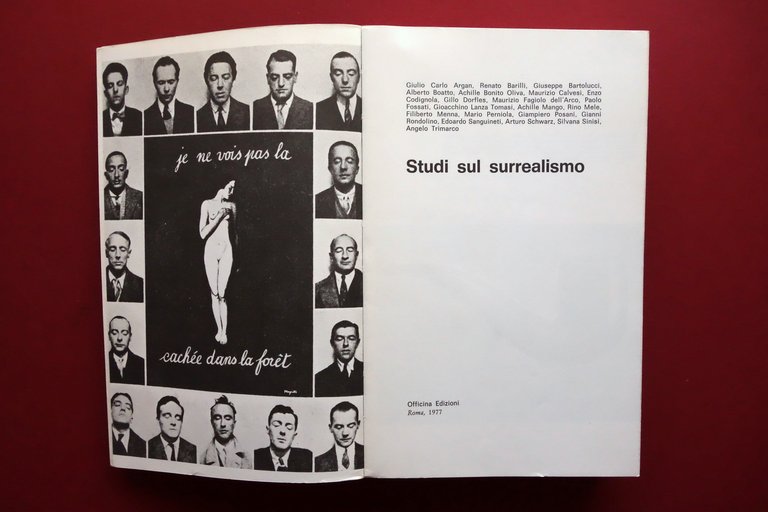 je ne vois pas la
cachée dans la forêt
Magritte
Giulio Carlo Argan, Renato Barilli, Giuseppe Bartolucci,
Alberto Boatto, Achille Bonito Oliva, Maurizio Calvesi, Enzo
Codignola, Gillo Dorfles, Maurizio Fagiolo dell'Arco, Paolo
Fossati, Gioacchino Lanza Tomasi, Achille Mango, Rino Mele,
Filiberto Menna, Mario Perniola, Giampiero Posani, Gianni
Rondolino, Edoardo Sanguineti, Arturo Schwarz, Silvana Sinisi,
Angelo Trimarco
Studi sul surrealismo
Officina Edizioni
Roma, 1977